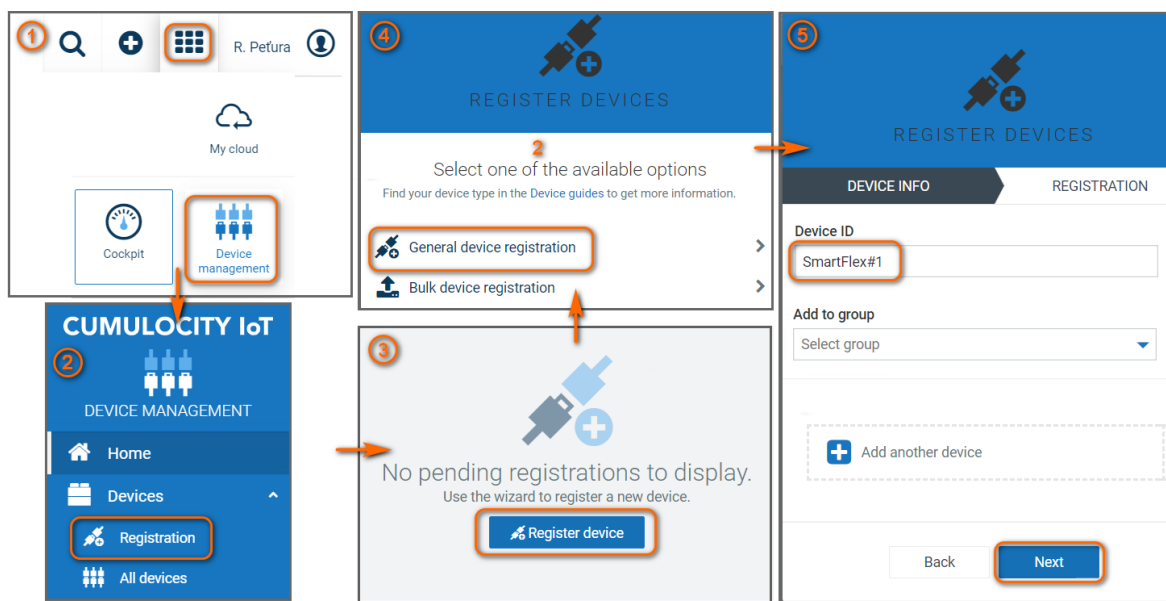 1
R. Peťura
My cloud
Cockpit
Device
management
2
CUMULOCITY IoT
DEVICE MANAGEMENT
Home
Devices
Registration
All devices
3
No pending registrations to display.
Use the wizard to register a new device.
Register device
4
REGISTER DEVICES
2
Select one of the available options
Find your device type in the Device guides to get more information.
General device registration
Bulk device registration
5
REGISTER DEVICES
DEVICE INFO
REGISTRATION
Device ID
SmartFlex#1
Add to group
Select group
Add another device
Back
Next